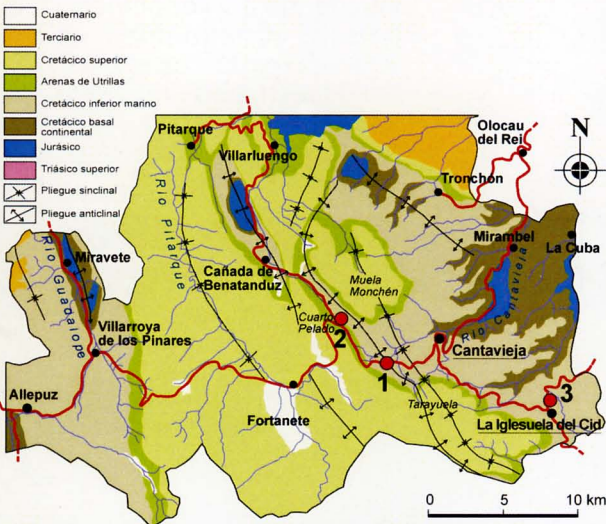 Cuaternario
Terciario
Cretácico superior
Arenas de Utrillas
Cretácico inferior marino
Cretácico basal
continental
Jurásico
Triásico superior
Pliegue sinclinal
Pliegue anticlinal
Olocau
del Rei
N
Pitarque
Villarluengo
Tronchón
Río Pitarque
Mirambel
La Cuba
Río Guadalope
Miravete
Cañada de
Benatanduz
Muela
Monchén
Río Cantavieja
Cuarto
Pelado
2
Villarroya
de los Pinares
Cantavieja
1
Allepuz
Fortanete
Tarayuela
3
La Iglesuela del Cid
0 5 10 km